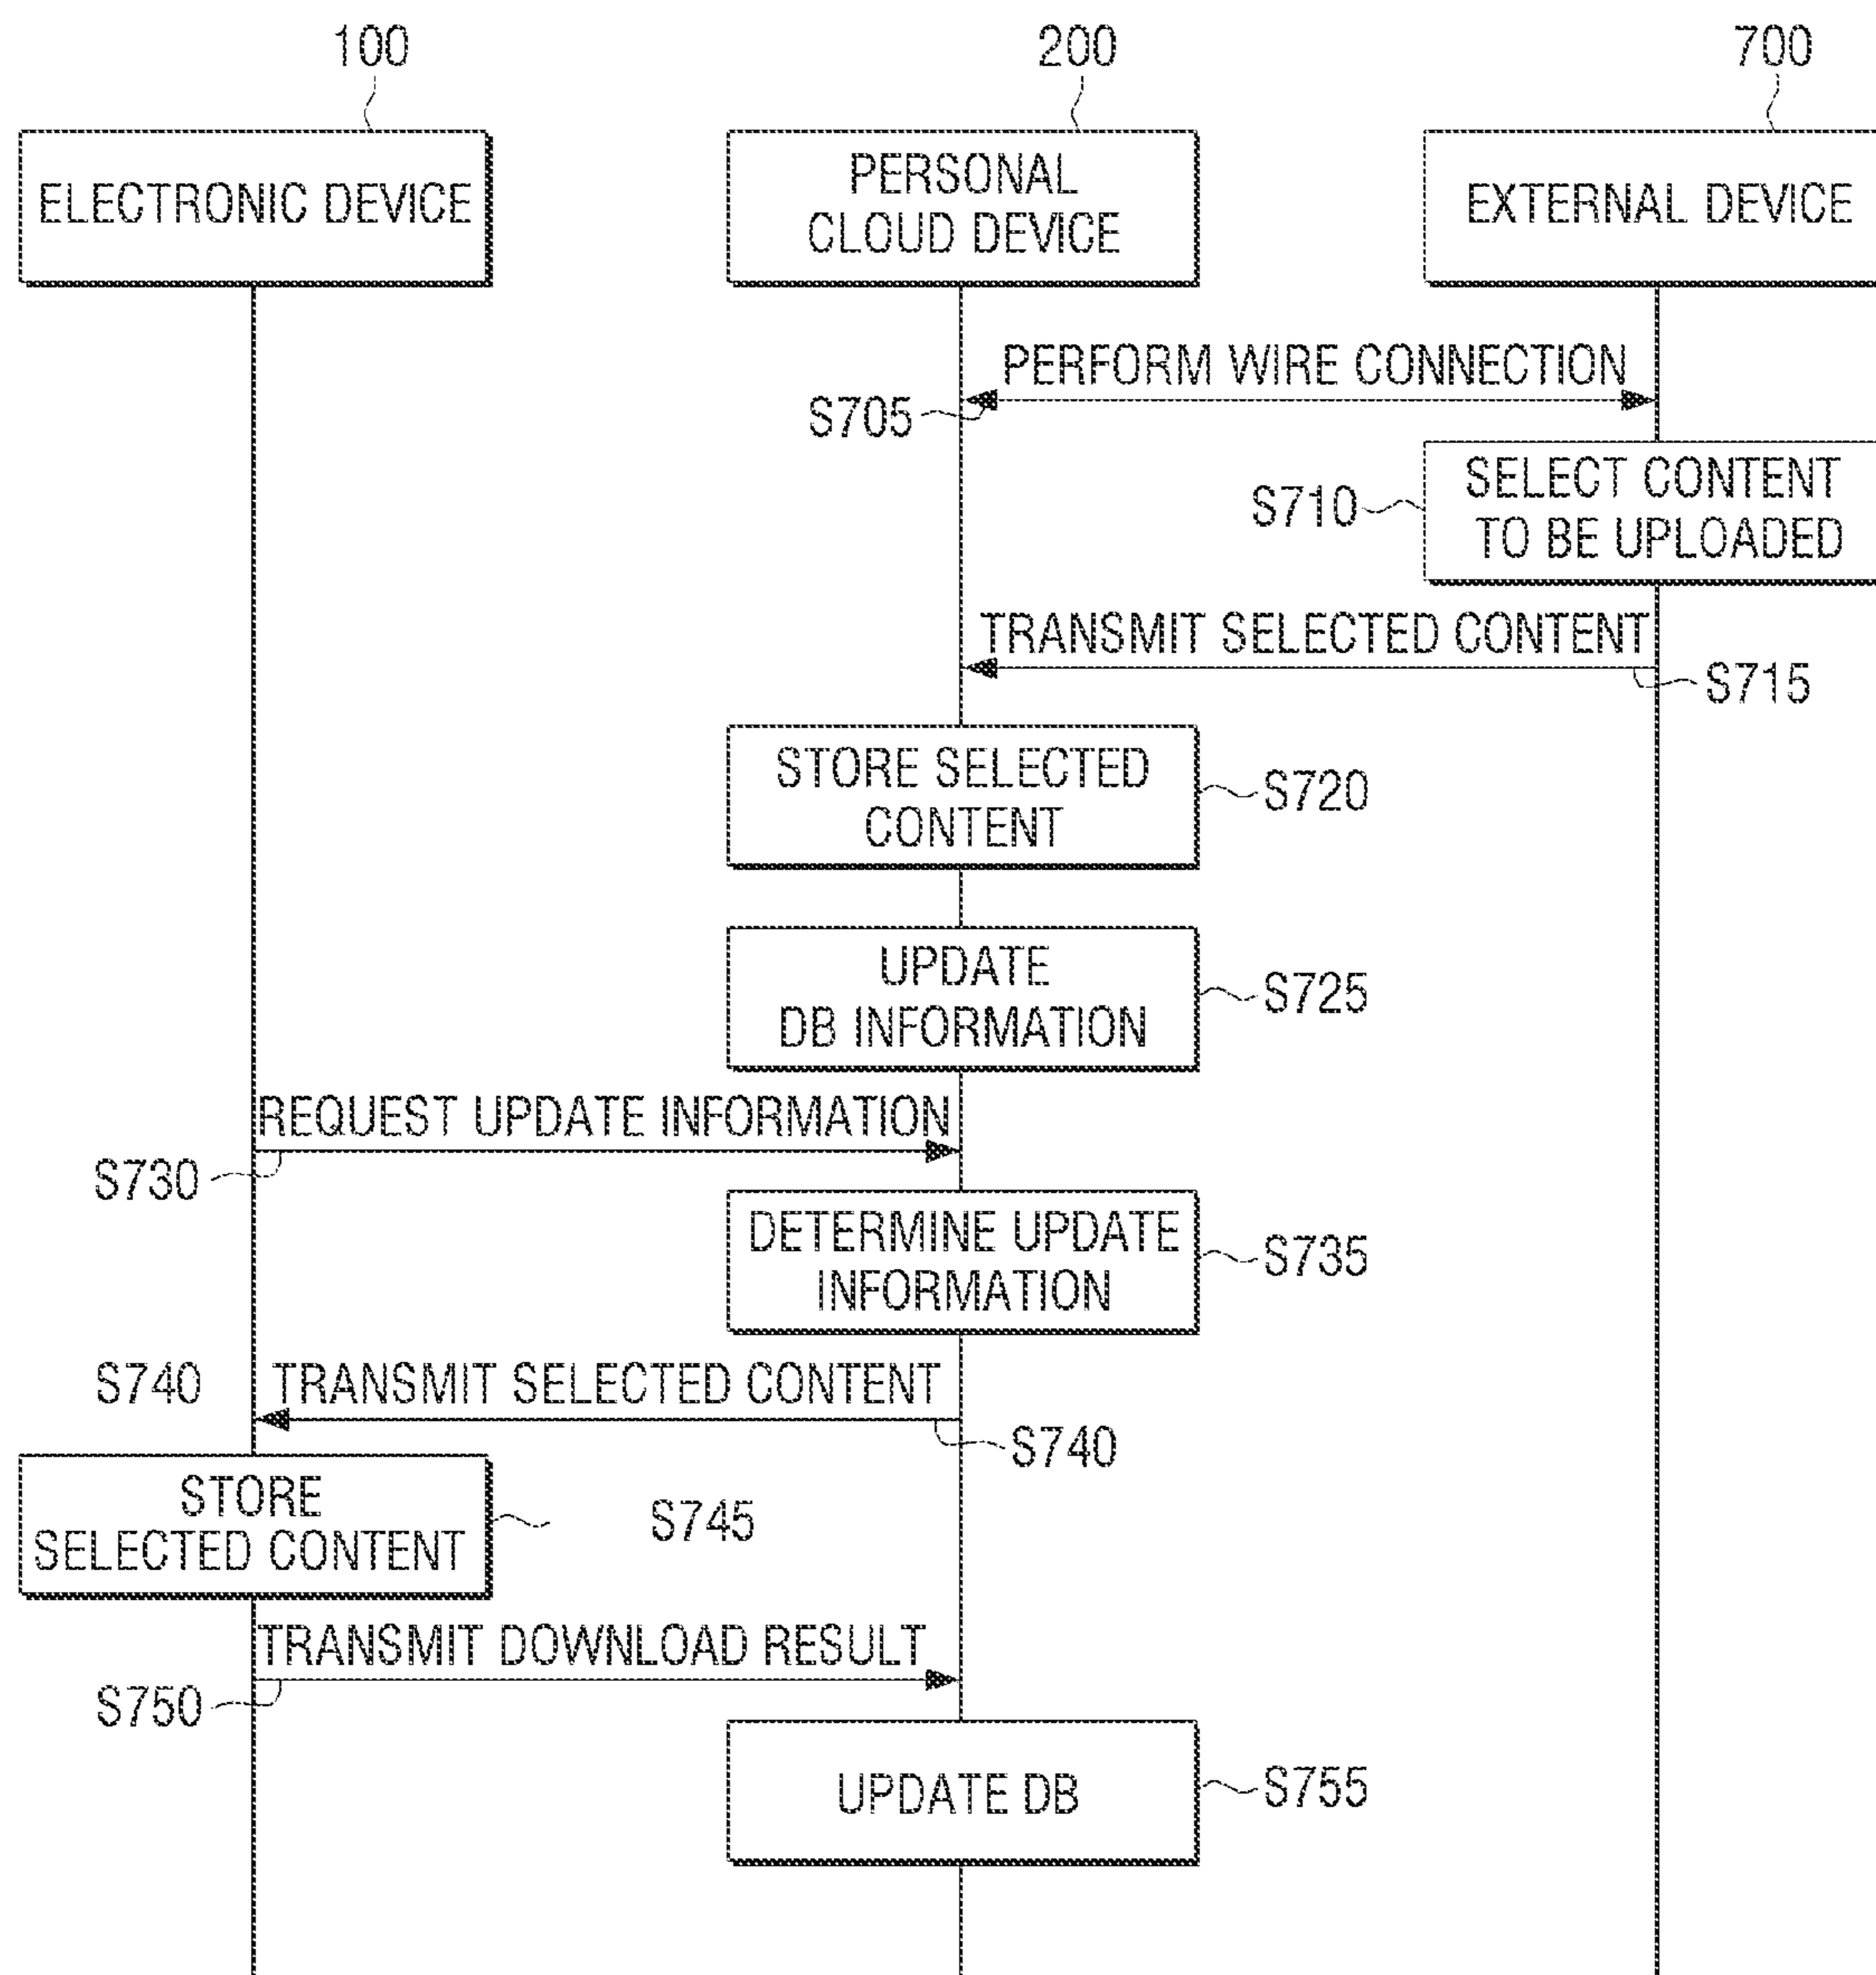 100
200
700
ELECTRONIC DEVICE
PERSONAL
CLOUD DEVICE
EXTERNAL DEVICE
PERFORM WIRE CONNECTION
S705
SELECT CONTENT
TO BE UPLOADED
S710
TRANSMIT SELECTED CONTENT
S715
STORE SELECTED
CONTENT
S720
UPDATE
DB INFORMATION
S725
REQUEST UPDATE INFORMATION
S730
DETERMINE UPDATE
INFORMATION
S735
S740
TRANSMIT SELECTED CONTENT
S740
STORE
SELECTED CONTENT
S745
TRANSMIT DOWNLOAD RESULT
S750
UPDATE DB
S755